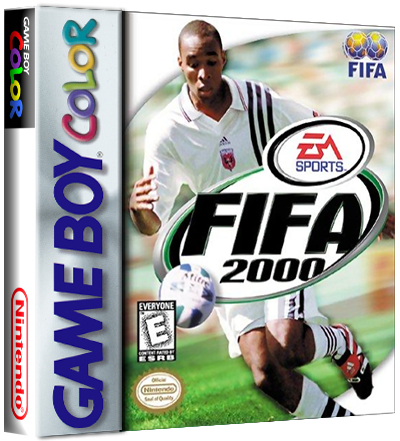 GAME BOY
COLOR
Nintendo
GAME BOY COLOR
FIFA
EA
SPORTS
FIFA
2000
Mitre
EVERYONE
E
CONTENT RATED BY
ESRB
Official
Nintendo
Seal of Quality